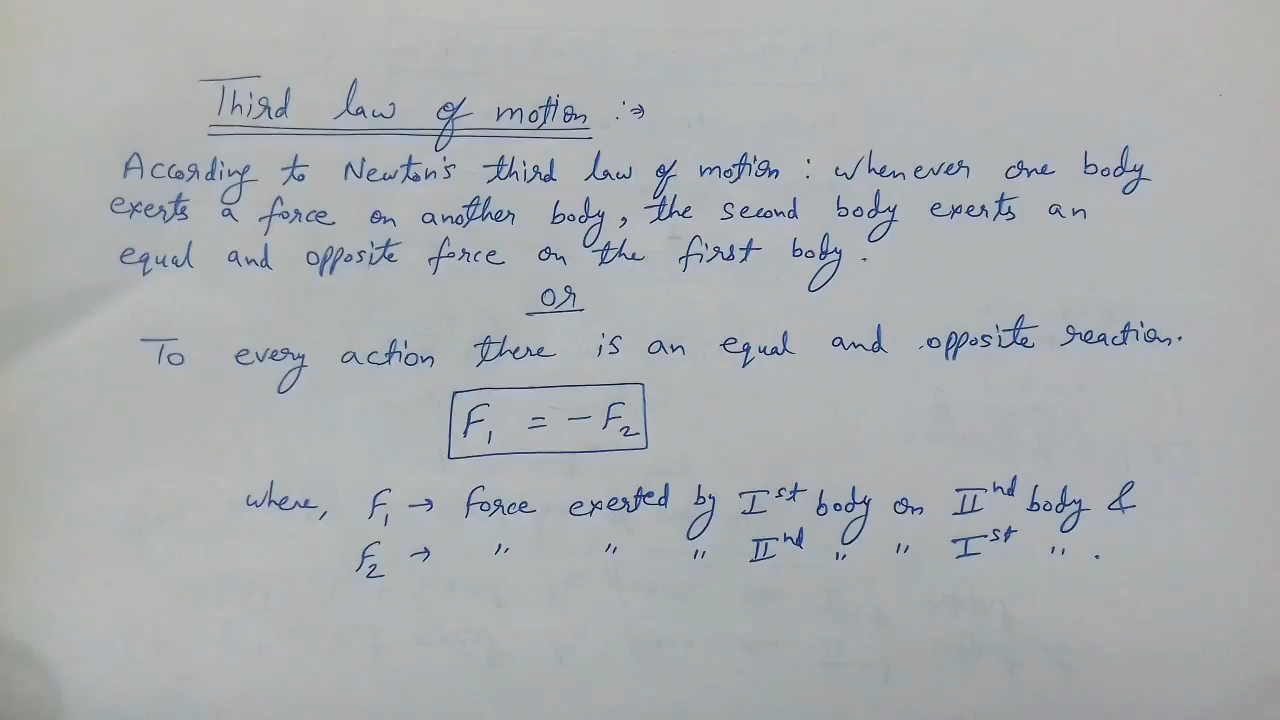 Third law of motion :→
According to Newton's third law of motion : whenever one body
exerts a force on another body, the second body exerts an
equal and opposite force on the first body.
or
To every action there is an equal and opposite reaction.
F₁ = - F₂
where, F₁ → force exerted by Iˢᵗ body on IIⁿᵈ body &
F₂ → " " " IIⁿᵈ " " Iˢᵗ " .